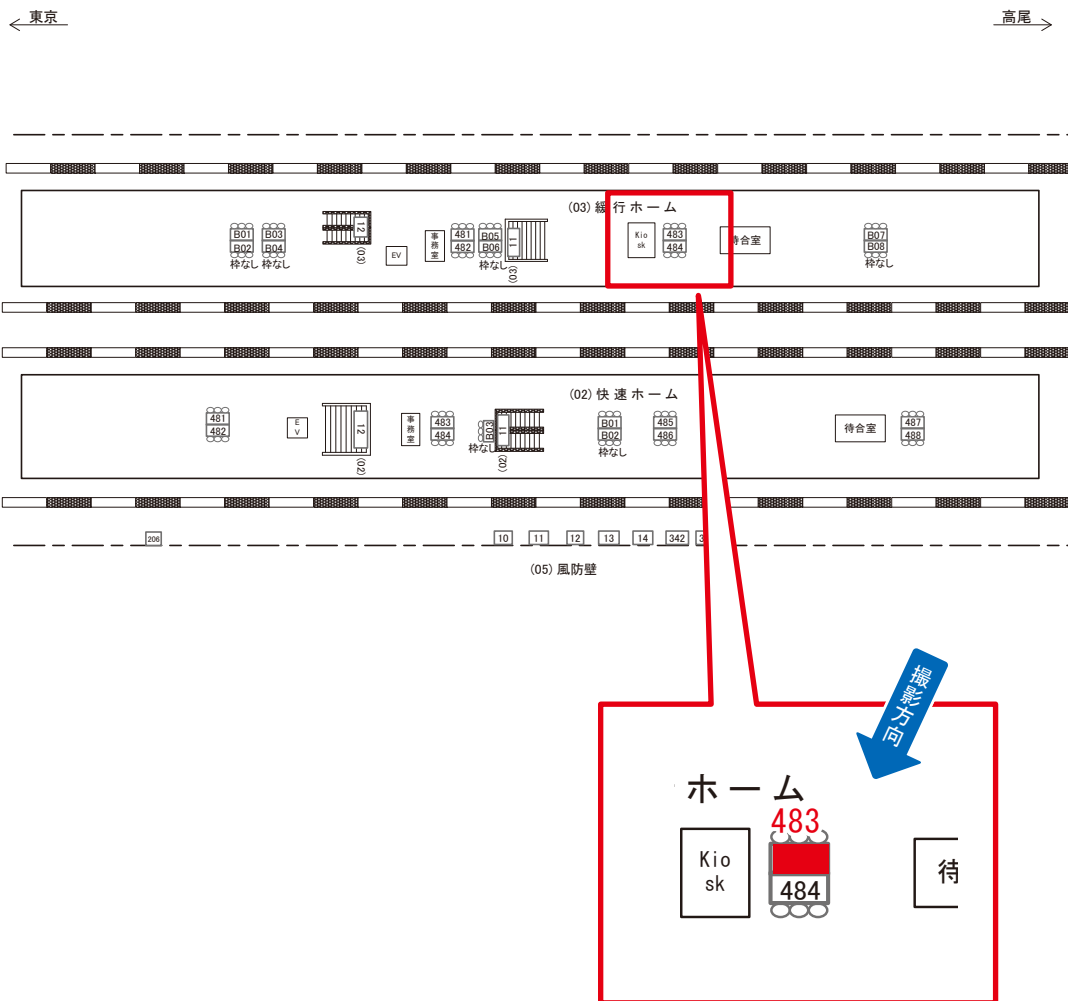 東京
高尾
(03) 緩行ホーム
B01
B02
枠なし
B03
B04
枠なし
12
(03)
EV
事務室
481
482
B05
B06
枠なし
11
(03)
Kio
sk
483
484
待合室
B07
B08
枠なし
(02) 快速ホーム
481
482
E
V
12
(02)
事務室
483
484
B03
枠なし
11
(02)
B01
B02
枠なし
485
486
待合室
487
488
206
10
11
12
13
14
342
3
(05) 風防壁
撮影方向
ホーム
483
Kio
sk
484
待